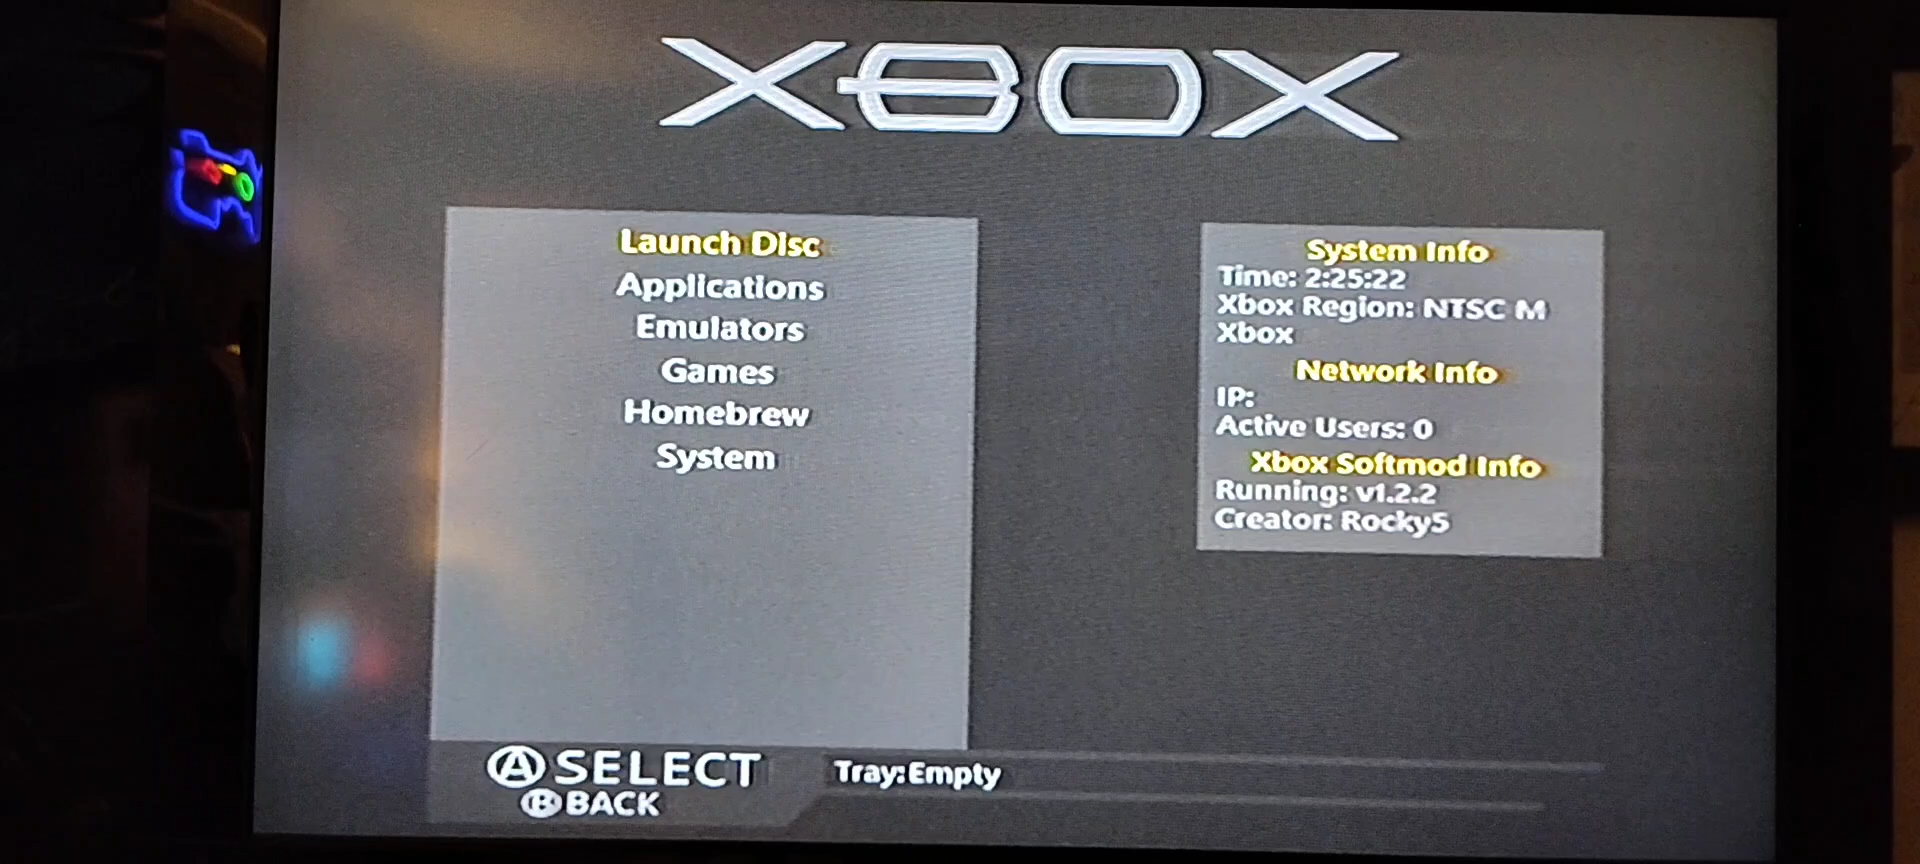 XBOX
Launch Disc
Applications
Emulators
Games
Homebrew
System
System Info
Time: 2:25:22
Xbox Region: NTSC M
Xbox
Network Info
IP:
Active Users: 0
Xbox Softmod Info
Running: v1.2.2
Creator: Rocky5
A SELECT
B BACK
Tray:Empty